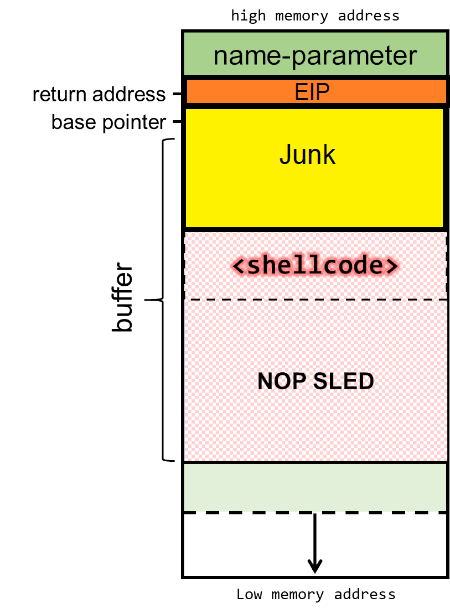 high memory address
name-parameter
return address
EIP
base pointer
Junk
<shellcode>
buffer
NOP SLED
Low memory address